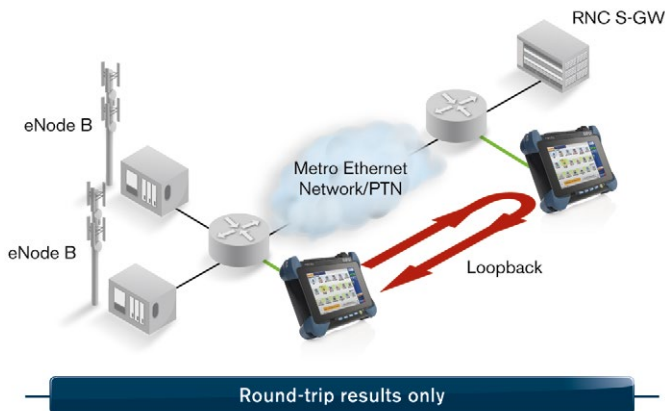 RNC S-GW
eNode B
Metro Ethernet
Network/PTN
eNode B
Loopback
Round-trip results only